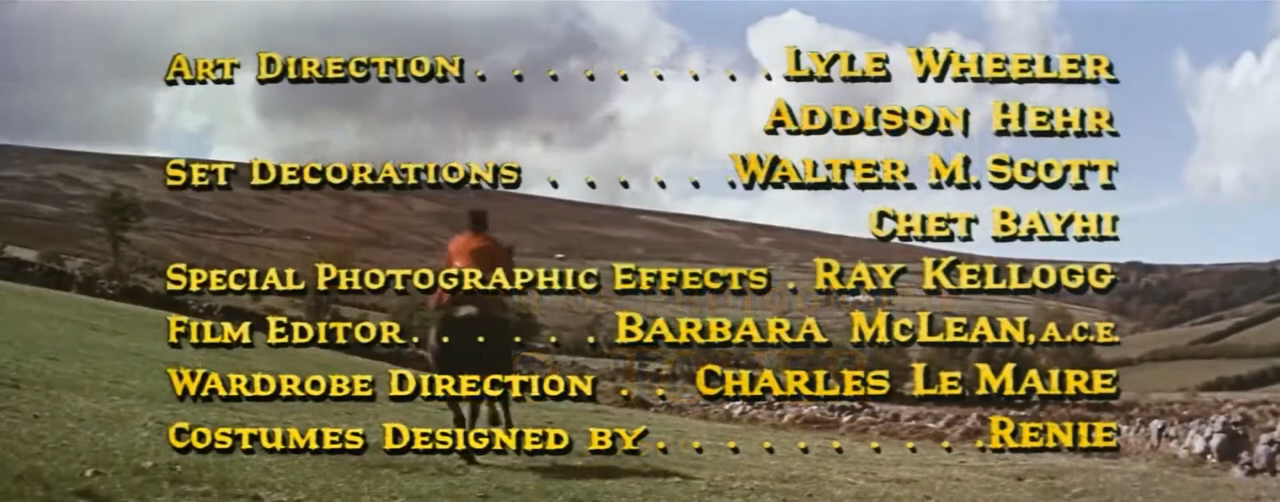 ART DIRECTION . . . . . . . . . . LYLE WHEELER
ADDISON HEHR
SET DECORATIONS . . . . . . . WALTER M. SCOTT
CHET BAYHI
SPECIAL PHOTOGRAPHIC EFFECTS . RAY KELLOGG
FILM EDITOR . . . . . . . BARBARA MCLEAN, A.C.E.
WARDROBE DIRECTION . . CHARLES LE MAIRE
COSTUMES DESIGNED BY . . . . . . . . . . RENIE